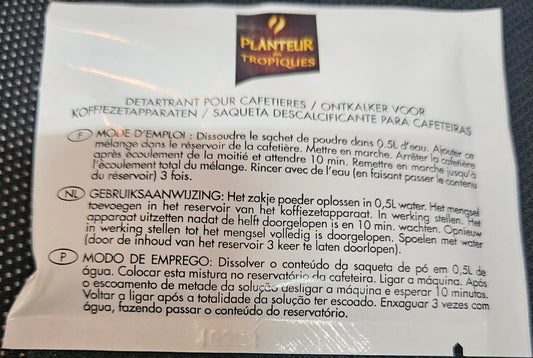 PLANTEUR
des
TROPIQUES
DETARTRANT POUR CAFETIERES / ONTKALKER VOOR
KOFFIEZETAPPARATEN / SAQUETA DESCALCIFICANTE PARA CAFETEIRAS
F MODE D'EMPLOI : Dissoudre le sachet de poudre dans 0,5L d'eau. Ajouter ce
mélange dans le réservoir de la cafetière. Mettre en marche. Arrêter la cafetière
après écoulement de la moitié et attendre 10 min. Remettre en marche jusqu'à
l'écoulement total du mélange. Rincer avec de l'eau (en faisant passer le contenu
du réservoir) 3 fois.
NL GEBRUIKSAANWIJZING: Het zakje poeder oplossen in 0,5L water. Het mengsel
toevoegen in het reservoir van het koffiezetapparaat. In werking stellen. Het
apparaat uitzetten nadat de helft doorgelopen is en 10 min. wachten. Opnieuw
in werking stellen tot het mengsel volledig is doorgelopen. Spoelen met water
(door de inhoud van het reservoir 3 keer te laten doorlopen).
P MODO DE EMPREGO: Dissolver o conteúdo da saqueta de pó em 0,5L de
água. Colocar esta mistura no reservatório da cafeteira. Ligar a máquina. Após
o escoamento de metade da solução desligar a máquina e esperar 10 minutos.
Voltar a ligar após a totalidade da solução ter escoado. Enxaguar 3 vezes com
água, fazendo passar o conteúdo do reservatório.